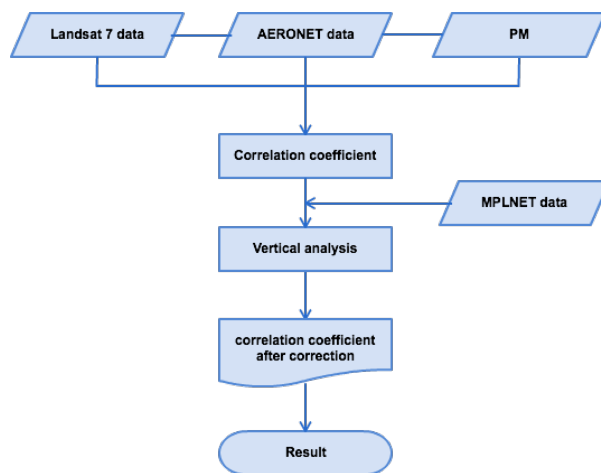 Landsat 7 data
AERONET data
PM
Correlation coefficient
MPLNET data
Vertical analysis
correlation coefficient
after correction
Result